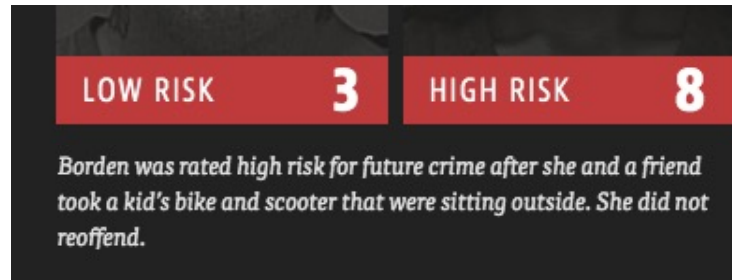 LOW RISK 3 HIGH RISK 8
Borden was rated high risk for future crime after she and a friend
took a kid's bike and scooter that were sitting outside. She did not
reoffend.